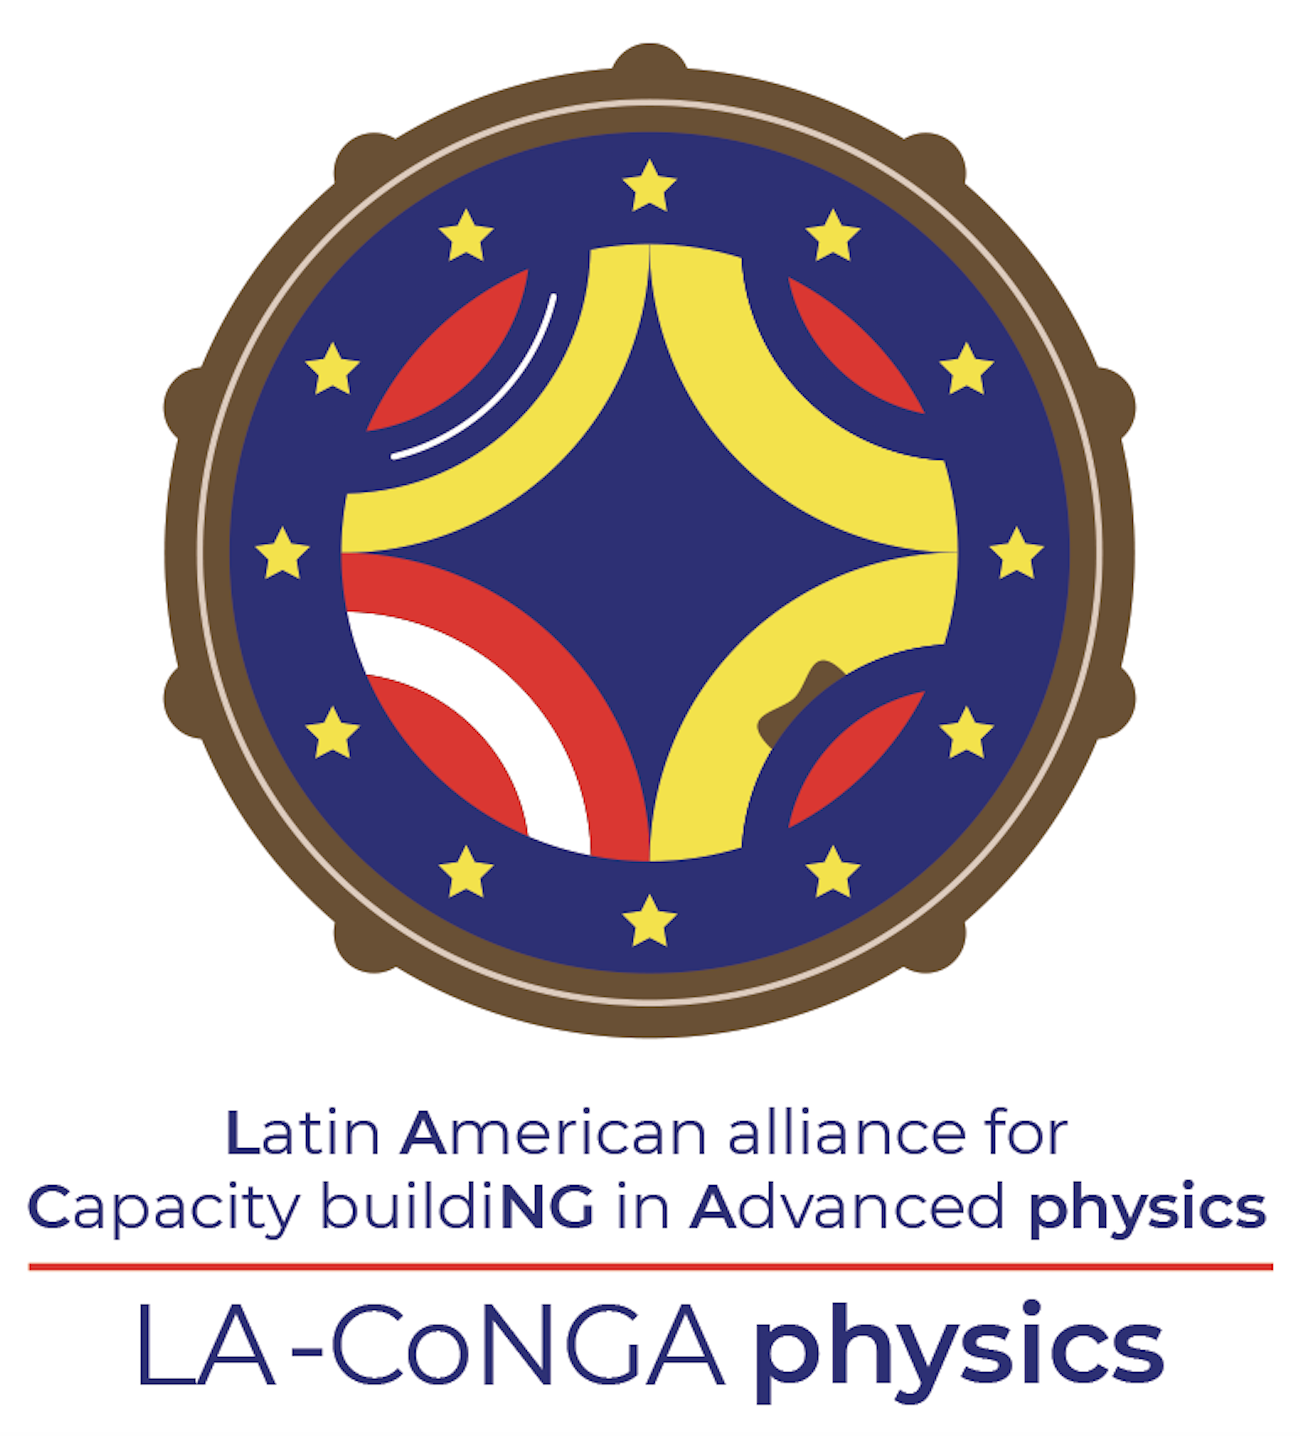 Latin American alliance for
Capacity buildiNG in Advanced physics
LA-CoNGA physics